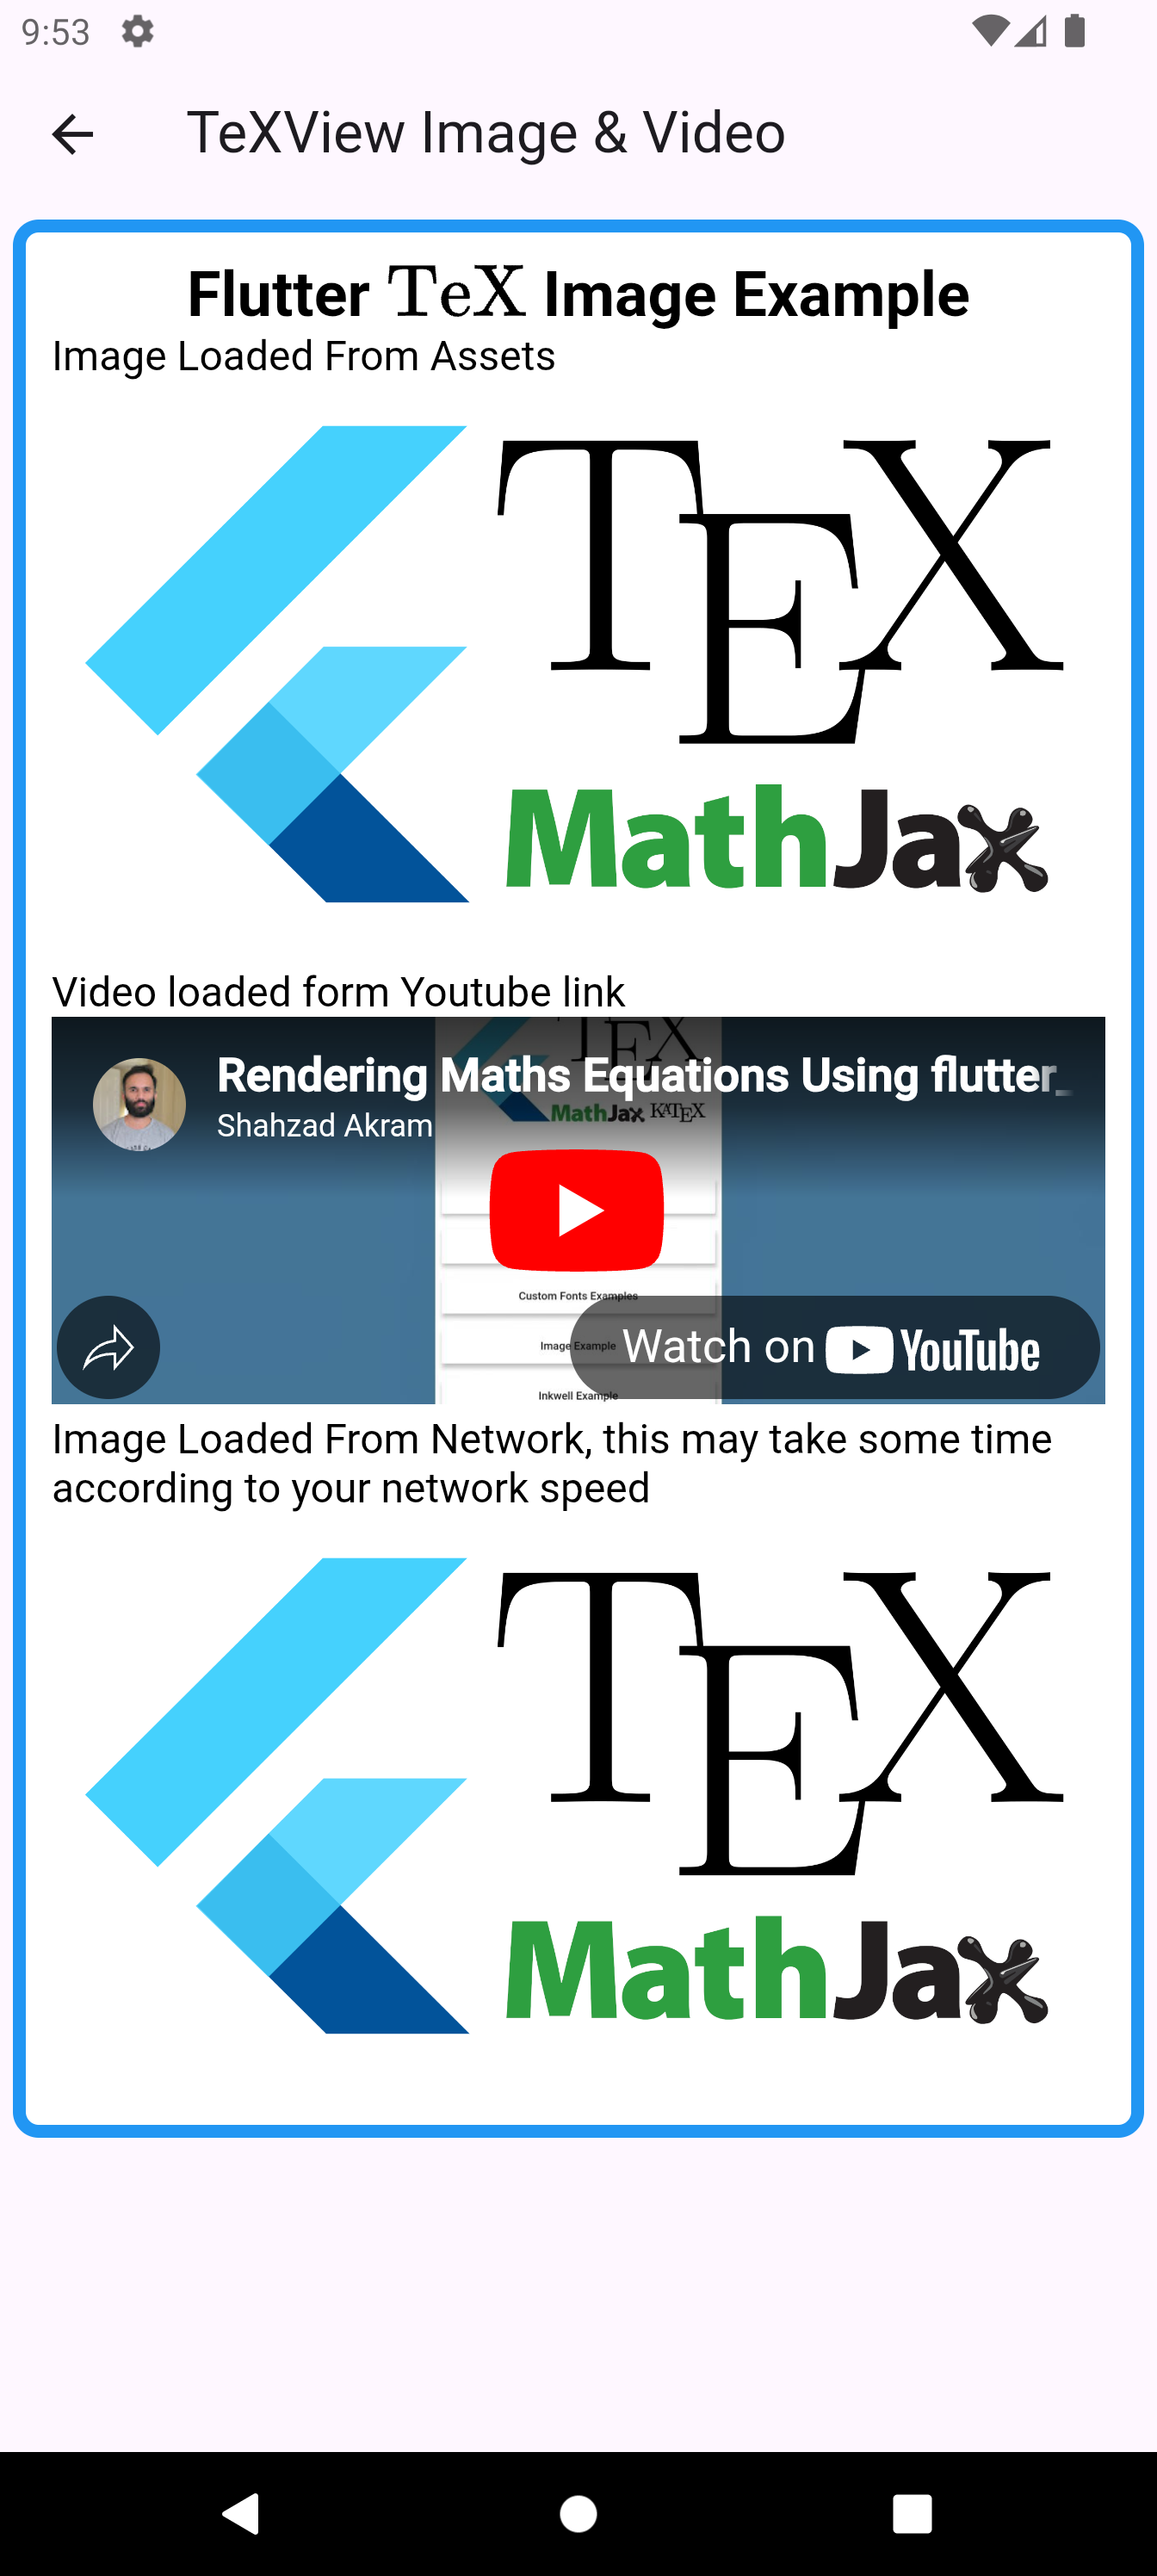 9:53
TeXView Image & Video
Flutter TeX Image Example
Image Loaded From Assets
TEX
MathJax
Video loaded form Youtube link
TEX
Rendering Maths Equations Using flutter_
MathJax KATEX
Shahzad Akram
Custom Fonts Examples
Image Example
Watch on YouTube
Inkwell Example
Image Loaded From Network, this may take some time
according to your network speed
TEX
MathJax